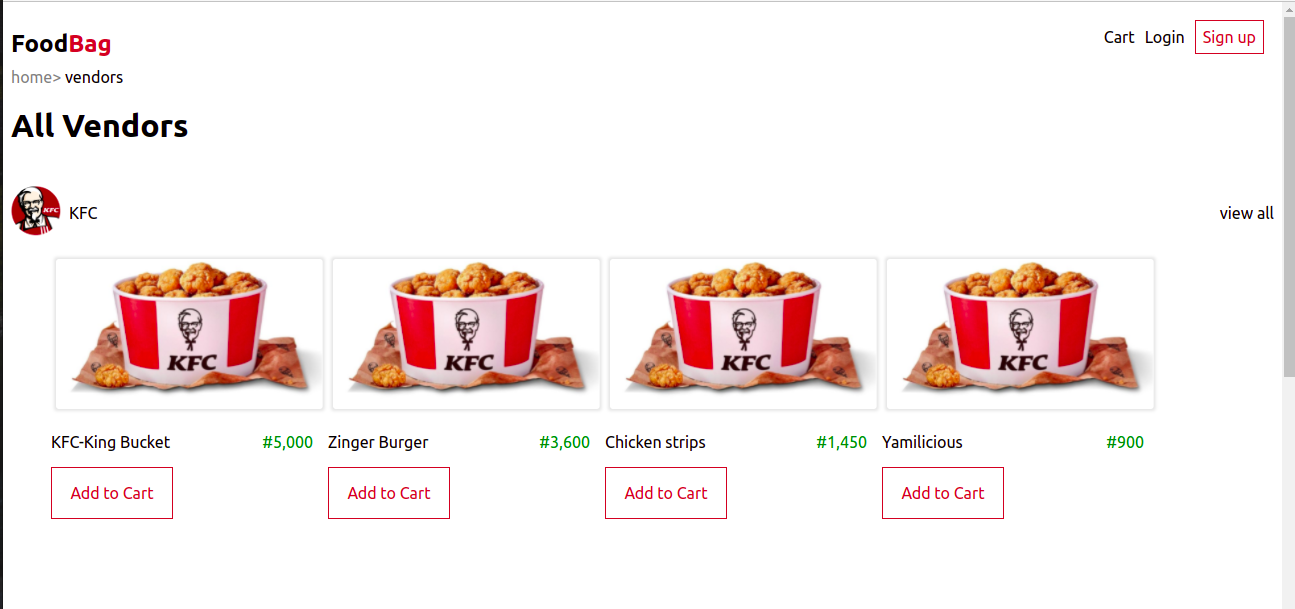 FoodBag
Cart Login Sign up
home> vendors
All Vendors
KFC
KFC
view all
KFC
KFC
KFC
KFC
KFC-King Bucket #5,000
Zinger Burger #3,600
Chicken strips #1,450
Yamilicious #900
Add to Cart
Add to Cart
Add to Cart
Add to Cart